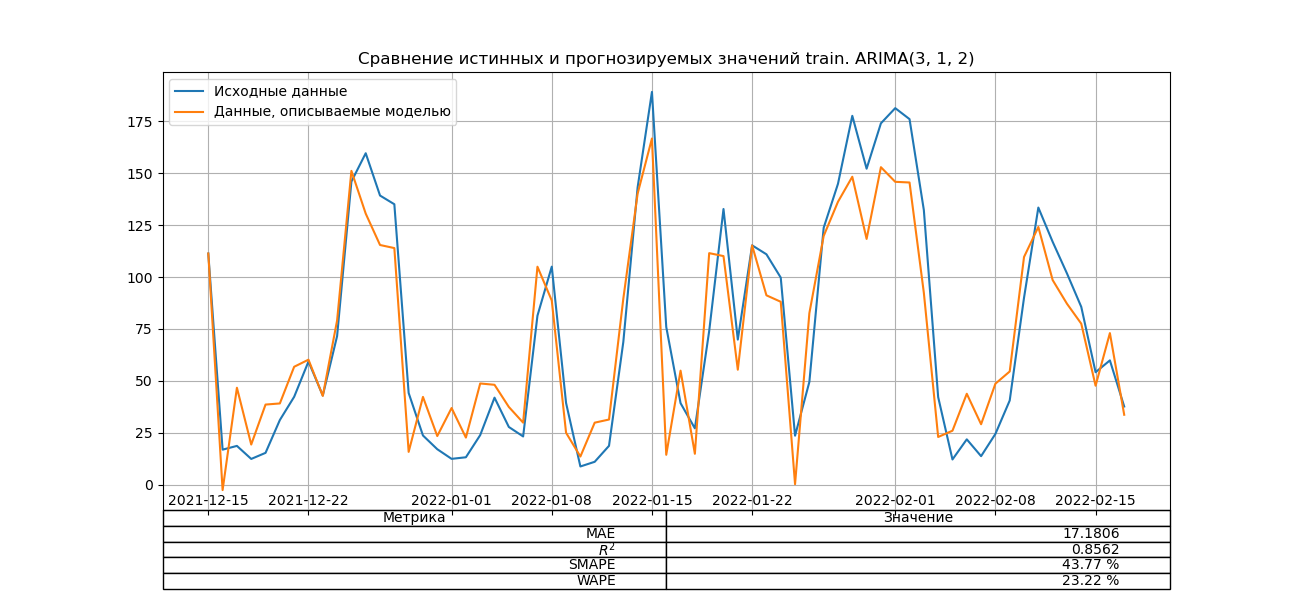 Сравнение истинных и прогнозируемых значений train. ARIMA(3, 1, 2)
Исходные данные
Данные, описываемые моделью
175
150
125
100
75
50
25
0
2021-12-15 2021-12-22 2022-01-01 2022-01-08 2022-01-15 2022-01-22 2022-02-01 2022-02-08 2022-02-15
Метрика Значение
MAE 17.1806
R² 0.8562
SMAPE 43.77 %
WAPE 23.22 %